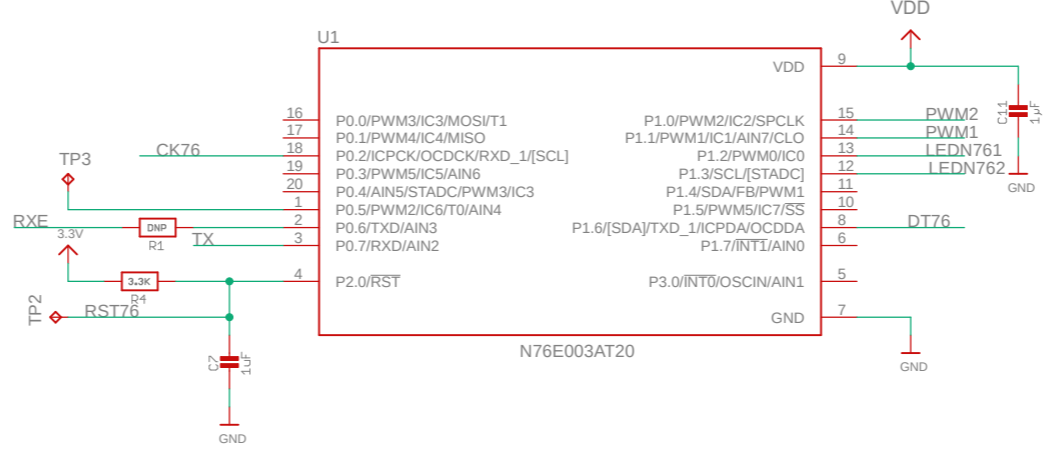 VDD
U1
VDD 9
C11
1µF
16 P0.0/PWM3/IC3/MOSI/T1 P1.0/PWM2/IC2/SPCLK 15 PWM2
17 P0.1/PWM4/IC4/MISO P1.1/PWM1/IC1/AIN7/CLO 14 PWM1
CK76 18 P0.2/ICPCK/OCDCK/RXD_1/[SCL] P1.2/PWM0/IC0 13 LEDN761
TP3 19 P0.3/PWM5/IC5/AIN6 P1.3/SCL/[STADC] 12 LEDN762
20 P0.4/AIN5/STADC/PWM3/IC3 P1.4/SDA/FB/PWM1 11 GND
1 P0.5/PWM2/IC6/T0/AIN4 P1.5/PWM5/IC7/SS 10
RXE DNP 2 P0.6/TXD/AIN3 P1.6/[SDA]/TXD_1/ICPDA/OCDDA 8 DT76
3.3V R1 TX 3 P0.7/RXD/AIN2 P1.7/INT1/AIN0 6
3.3K 4 P2.0/RST P3.0/INT0/OSCIN/AIN1 5
R4
TP2 RST76 GND 7
N76E003AT20
C7
1uF
GND
GND